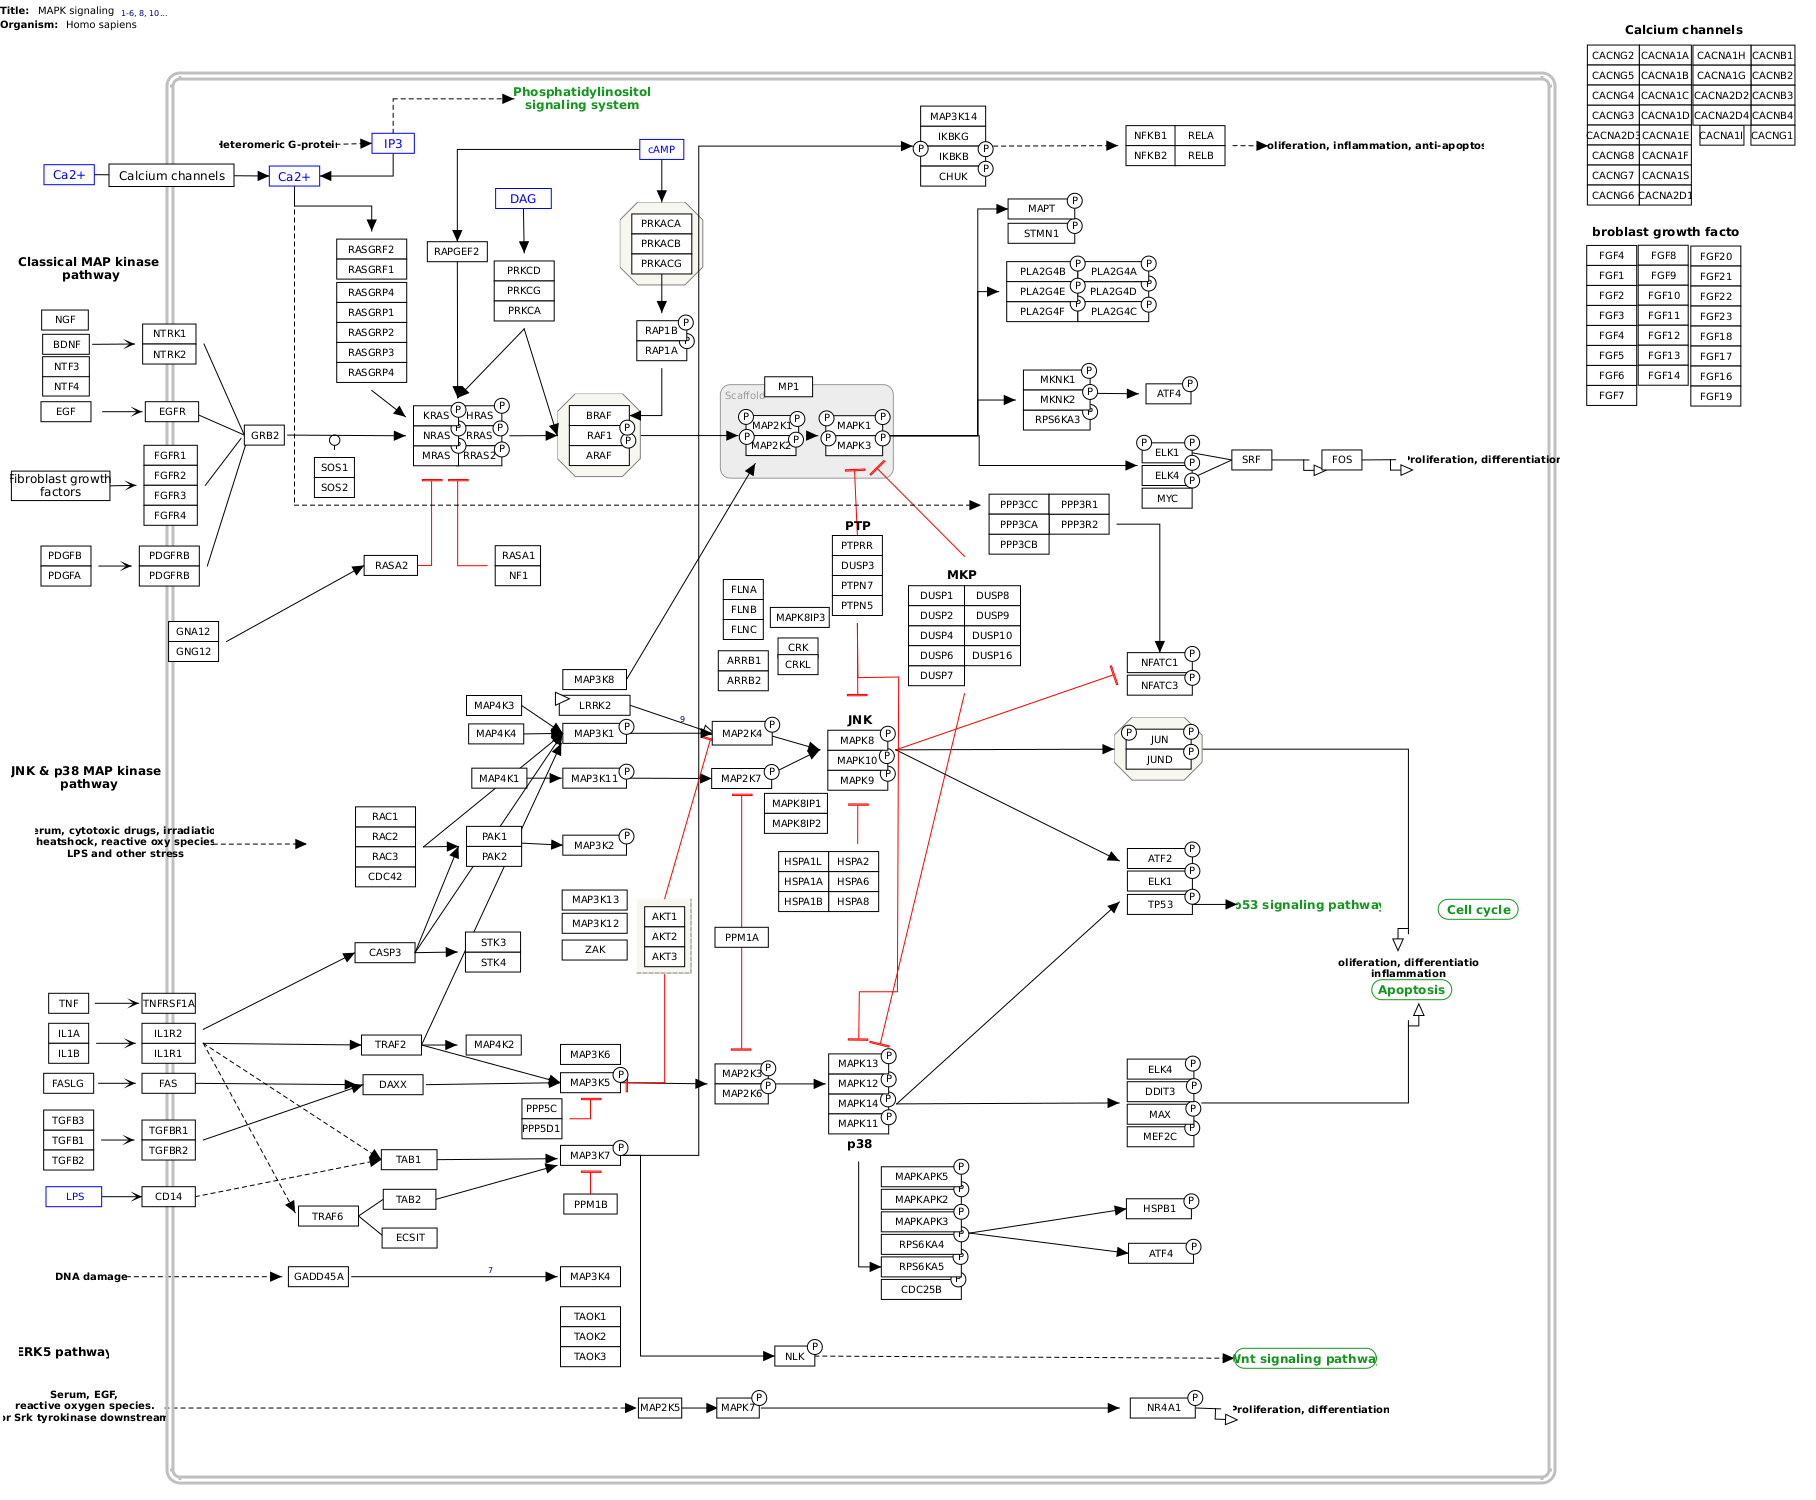 Title: MAPK signaling 1-6, 8, 10...
Organism: Homo sapiens
Calcium channels
CACNG2 CACNA1A CACNA1H CACNB1
CACNG5 CACNA1B CACNA1G CACNB2
CACNG4 CACNA1C CACNA2D2 CACNB3
CACNG3 CACNA1D CACNA2D4 CACNB4
CACNA2D3 CACNA1E CACNA1I CACNG1
CACNG8 CACNA1F
CACNG7 CACNA1S
CACNG6 CACNA2D1
broblast growth facto
FGF4 FGF8 FGF20
FGF1 FGF9 FGF21
FGF2 FGF10 FGF22
FGF3 FGF11 FGF23
FGF4 FGF12 FGF18
FGF5 FGF13 FGF17
FGF6 FGF14 FGF16
FGF7 FGF19
Phosphatidylinositol
signaling system
Heteromeric G-protein
IP3
cAMP
Ca2+
Calcium channels
Ca2+
DAG
MAP3K14
IKBKG
P IKBKB P
CHUK P
NFKB1 RELA
NFKB2 RELB
oliferation, inflammation, anti-apoptos
PRKACA
PRKACB
PRKACG
MAPT P
STMN1 P
RASGRF2
RASGRF1
RASGRP4
RASGRP1
RASGRP2
RASGRP3
RASGRP4
RAPGEF2
PRKCD
PRKCG
PRKCA
PLA2G4B P PLA2G4A P
PLA2G4E P PLA2G4D P
PLA2G4F P PLA2G4C P
RAP1B P
RAP1A P
Classical MAP kinase
pathway
NGF
BDNF
NTF3
NTF4
EGF
NTRK1
NTRK2
EGFR
FGFR1
FGFR2
FGFR3
FGFR4
Fibroblast growth
factors
PDGFB
PDGFA
PDGFRB
PDGFRB
GRB2
SOS1
SOS2
KRAS P HRAS P
NRAS P RRAS P
MRAS P RRAS2 P
BRAF
RAF1 P
ARAF P
MP1
Scaffold
P MAP2K1 P
P MAP2K2 P
P MAPK1 P
P MAPK3 P
MKNK1 P
MKNK2 P
RPS6KA3 P
ATF4 P
P ELK1 P
ELK4 P
MYC P
SRF
FOS
Proliferation, differentiation
PPP3CC PPP3R1
PPP3CA PPP3R2
PPP3CB
RASA2
RASA1
NF1
GNA12
GNG12
PTP
PTPRR
DUSP3
PTPN7
PTPN5
MKP
DUSP1 DUSP8
DUSP2 DUSP9
DUSP4 DUSP10
DUSP6 DUSP16
DUSP7
FLNA
FLNB
FLNC
MAPK8IP3
CRK
CRKL
ARRB1
ARRB2
NFATC1 P
NFATC3 P
MAP3K8
LRRK2
MAP4K3
MAP4K4
MAP3K1 P
9
MAP2K4 P
JNK
MAPK8 P
MAPK10 P
MAPK9 P
P JUN P
JUND P
JNK & p38 MAP kinase
pathway
MAP4K1
MAP3K11 P
MAP2K7 P
MAPK8IP1
MAPK8IP2
erum, cytotoxic drugs, irradiatio
heatshock, reactive oxy species
LPS and other stress
RAC1
RAC2
RAC3
CDC42
PAK1
PAK2
MAP3K2 P
HSPA1L HSPA2
HSPA1A HSPA6
HSPA1B HSPA8
ATF2 P
ELK1 P
TP53 P
p53 signaling pathway
Cell cycle
MAP3K13
MAP3K12
ZAK
AKT1
AKT2
AKT3
PPM1A
CASP3
STK3
STK4
oliferation, differentiatio
inflammation
Apoptosis
TNF
TNFRSF1A
IL1A
IL1B
IL1R2
IL1R1
TRAF2
MAP4K2
MAP3K6
MAP3K5 P
FASLG
FAS
DAXX
PPP5C
PPP5D1
MAP2K3 P
MAP2K6 P
MAPK13 P
MAPK12 P
MAPK14 P
MAPK11 P
p38
ELK4 P
DDIT3 P
MAX P
MEF2C P
TGFB3
TGFB1
TGFB2
TGFBR1
TGFBR2
TAB1
MAP3K7 P
LPS
CD14
TRAF6
TAB2
ECSIT
PPM1B
MAPKAPK5 P
MAPKAPK2 P
MAPKAPK3 P
RPS6KA4 P
RPS6KA5 P
CDC25B P
HSPB1 P
ATF4 P
DNA damage
GADD45A
7
MAP3K4
TAOK1
TAOK2
TAOK3
NLK P
Wnt signaling pathwa
ERK5 pathway
Serum, EGF,
reactive oxygen species.
or Srk tyrokinase downstream
MAP2K5
MAPK7 P
NR4A1 P
Proliferation, differentiation